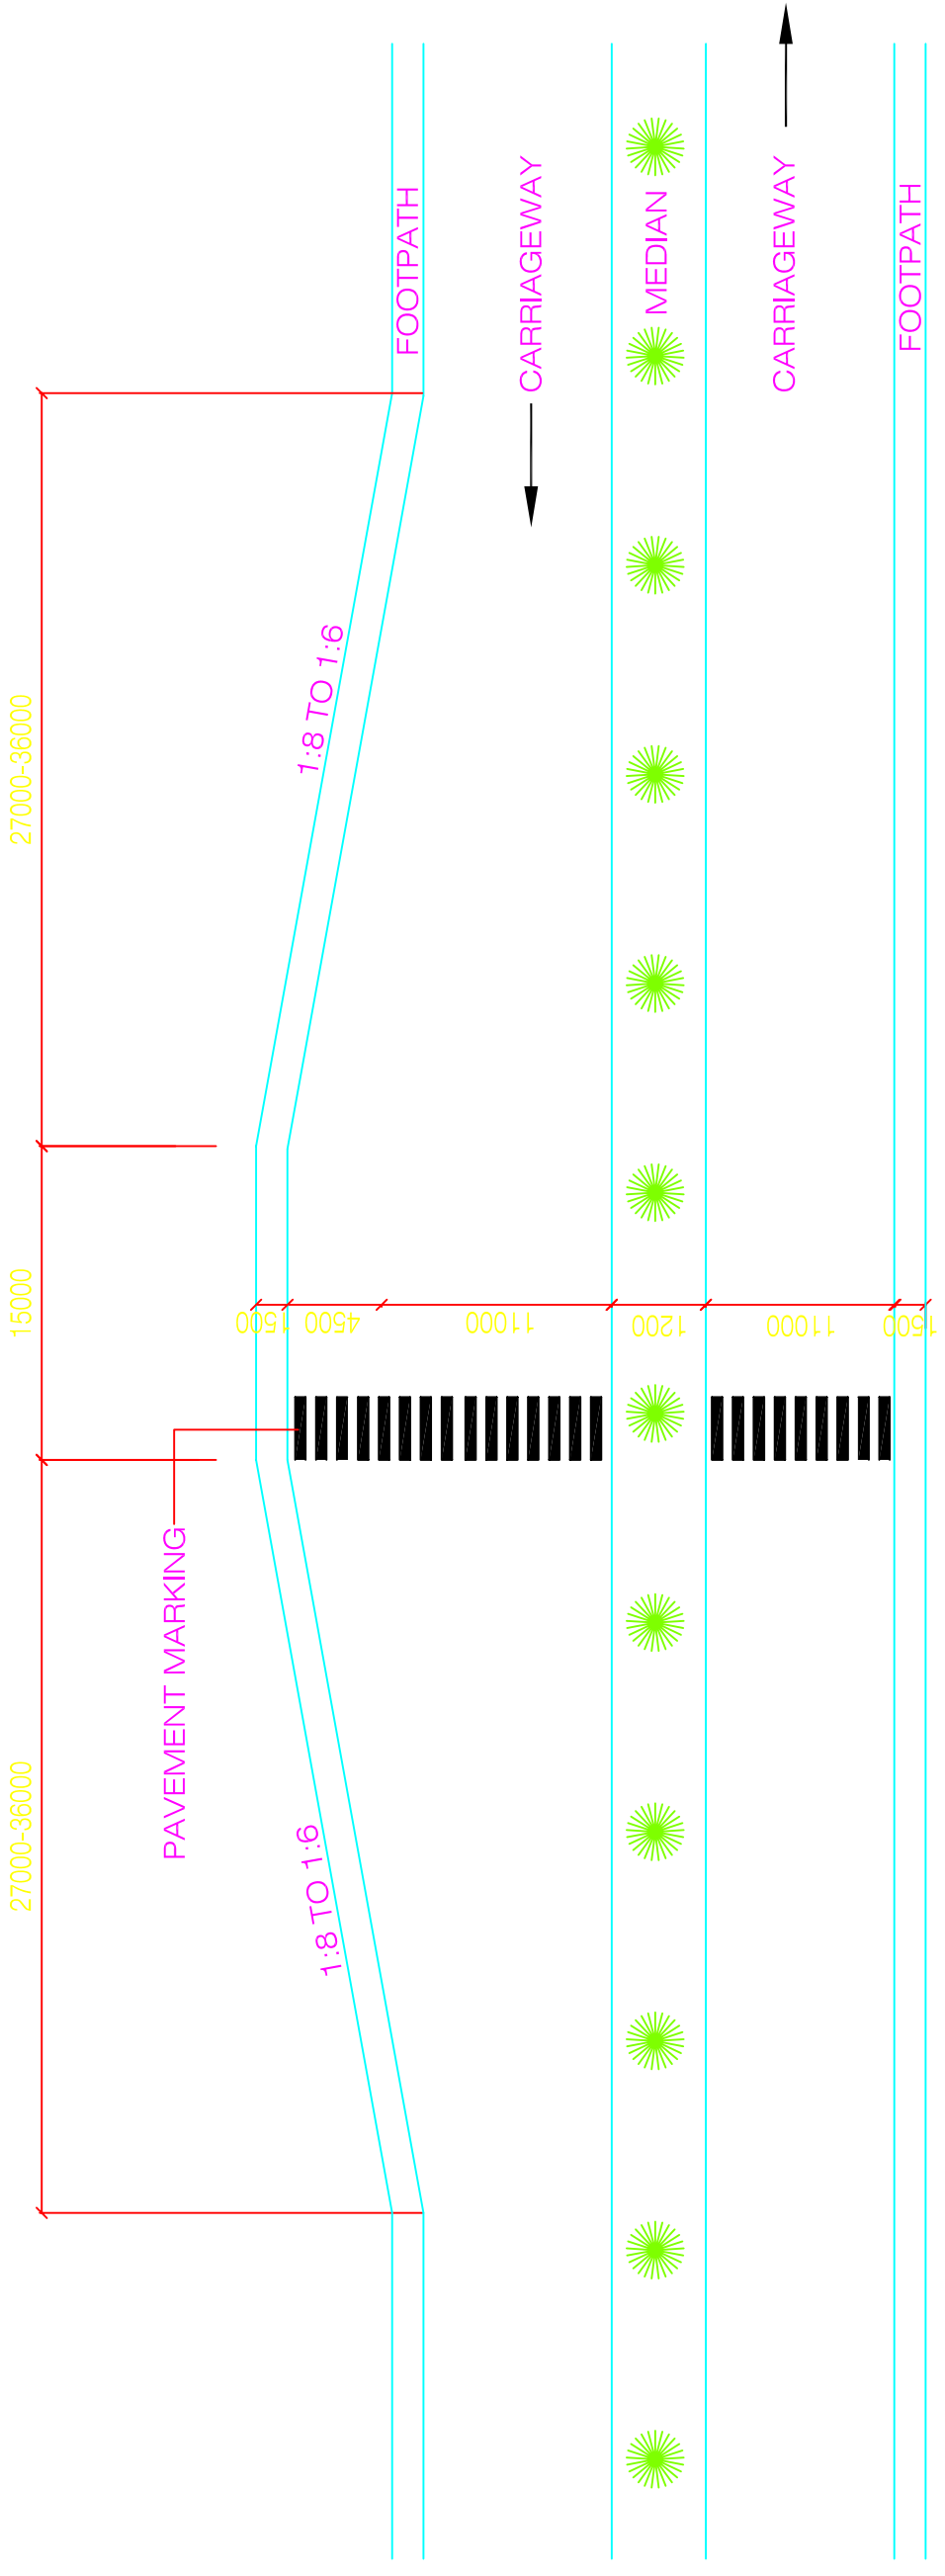 FOOTPATH
CARRIAGEWAY
MEDIAN
CARRIAGEWAY
FOOTPATH
1:8 TO 1:6
27000-36000
15000
1500
4500
11000
1200
11000
1500
PAVEMENT MARKING
27000-36000
1:8 TO 1:6